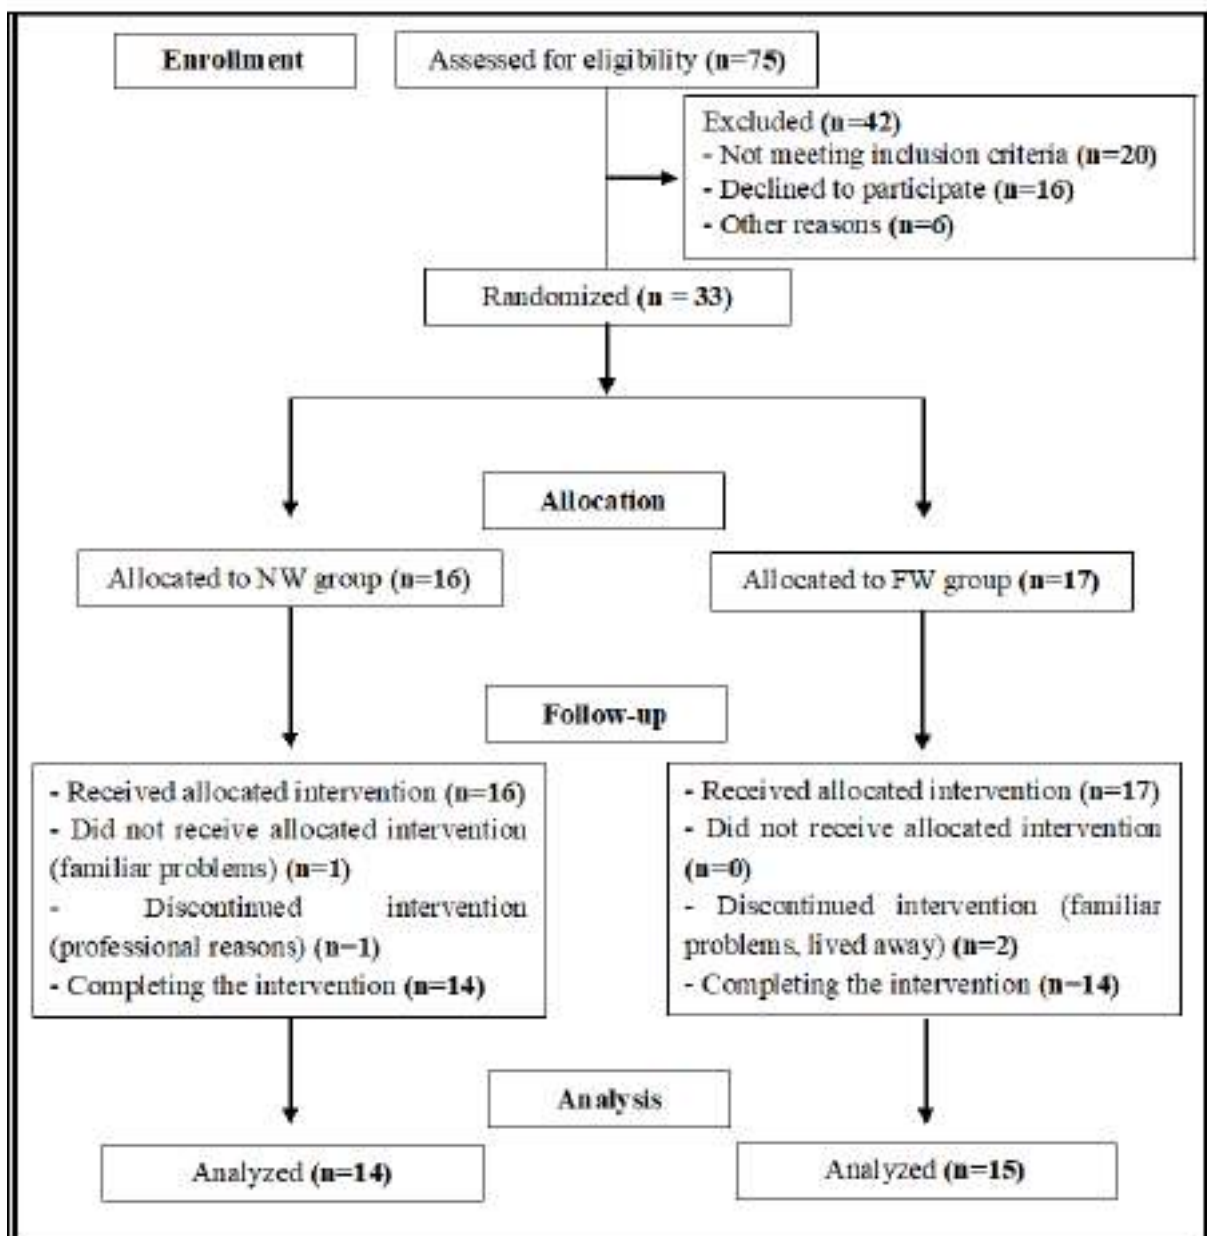 Enrollment
Assessed for eligibility (n=75)
Excluded (n=42)
- Not meeting inclusion criteria (n=20)
- Declined to participate (n=16)
- Other reasons (n=6)
Randomized (n = 33)
Allocation
Allocated to NW group (n=16)
Allocated to FW group (n=17)
Follow-up
- Received allocated intervention (n=16)
- Did not receive allocated intervention
(familiar problems) (n=1)
- Discontinued intervention
(professional reasons) (n=1)
- Completing the intervention (n=14)
- Received allocated intervention (n=17)
- Did not receive allocated intervention
(n=0)
- Discontinued intervention (familiar
problems, lived away) (n=2)
- Completing the intervention (n=14)
Analysis
Analyzed (n=14)
Analyzed (n=15)